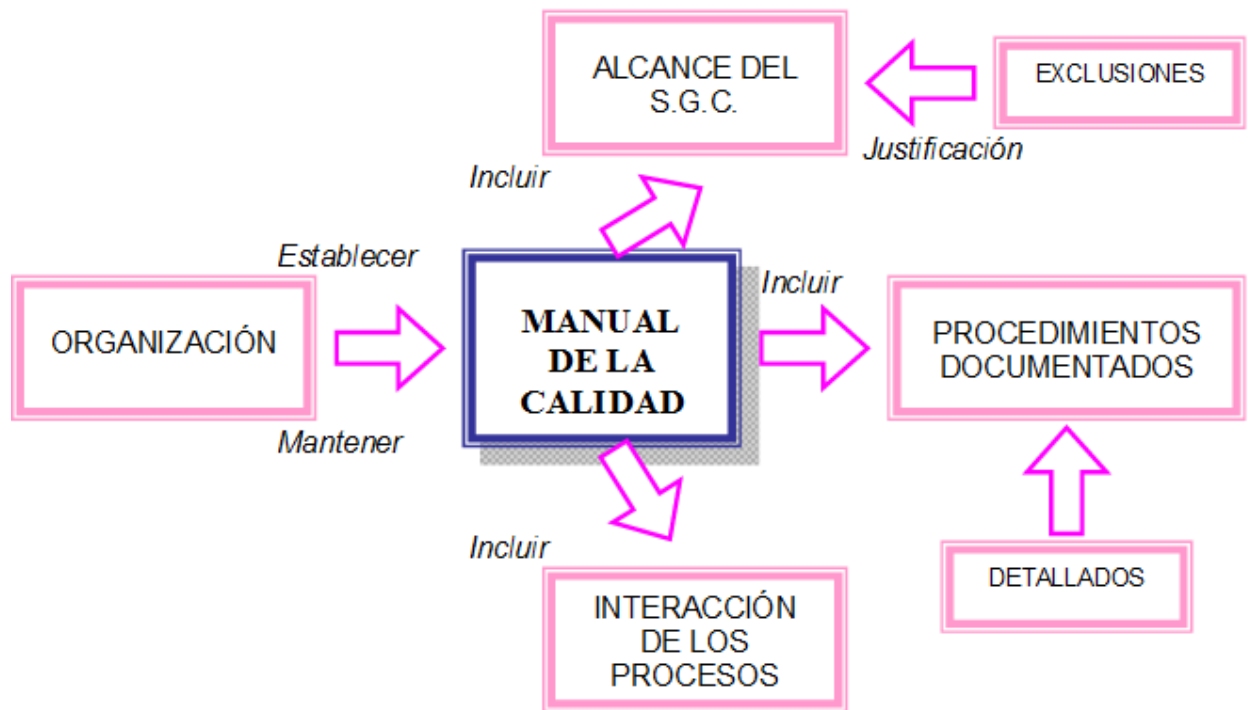 ALCANCE DEL
S.G.C.
EXCLUSIONES
Justificación
Incluir
Establecer
ORGANIZACIÓN
Mantener
MANUAL
DE LA
CALIDAD
Incluir
PROCEDIMIENTOS
DOCUMENTADOS
DETALLADOS
Incluir
INTERACCIÓN
DE LOS
PROCESOS